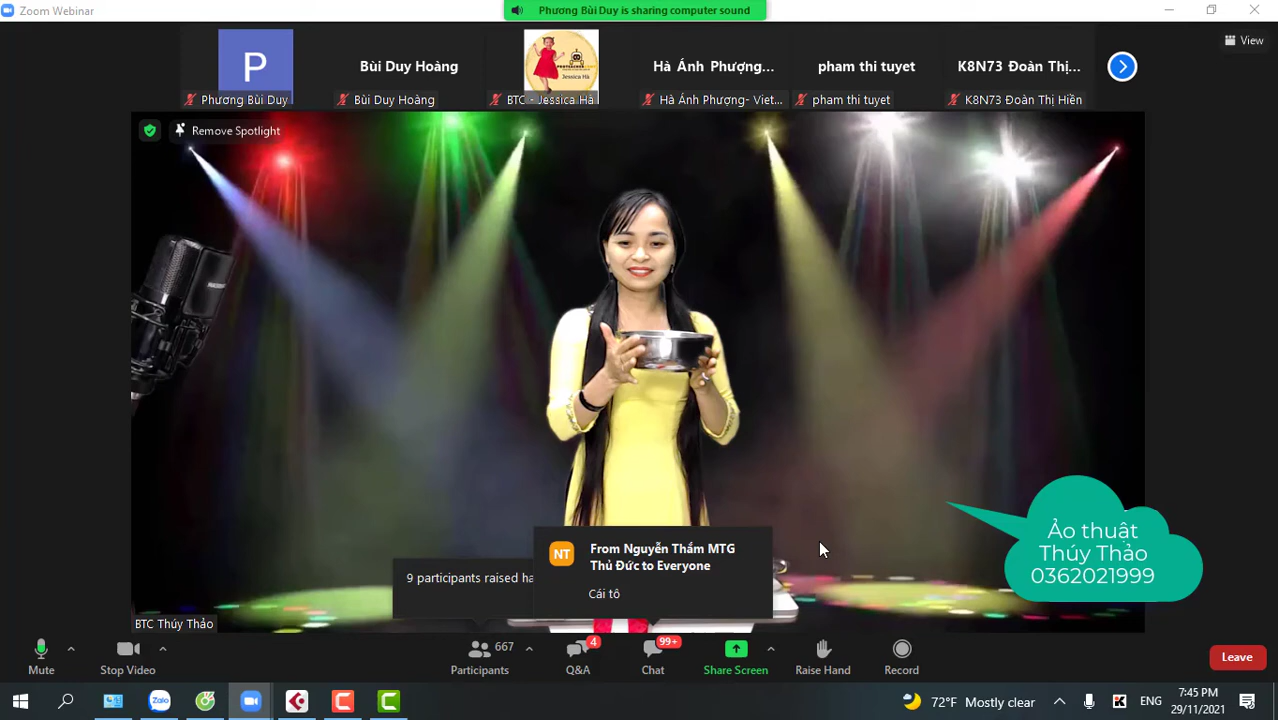 Zoom Webinar
Phương Bùi Duy is sharing computer sound
View
P
Bùi Duy Hoàng
Hà Ánh Phượng...
pham thi tuyet
K8N73 Đoàn Thị...
Phương Bùi Duy
Bùi Duy Hoàng
BTC - Jessica Hà
Hà Ánh Phượng- Viet...
pham thi tuyet
K8N73 Đoàn Thị Hiền
Remove Spotlight
Ảo thuật
Thúy Thảo
0362021999
NT
From Nguyễn Thắm MTG
Thủ Đức to Everyone
9 participants raised ha
Cái tô
BTC Thúy Thảo
667
4
99+
Mute
Stop Video
Participants
Q&A
Chat
Share Screen
Raise Hand
Record
Leave
Zalo
72°F Mostly clear
ENG
7:45 PM
29/11/2021